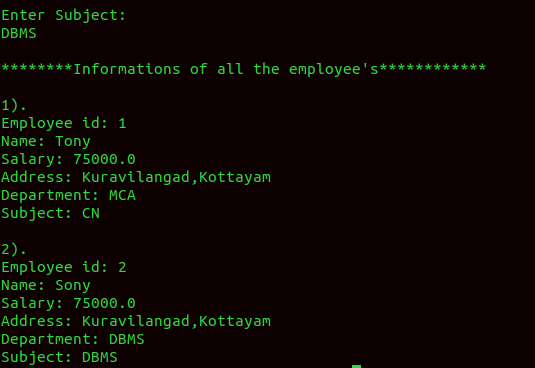 Enter Subject:
DBMS
********Informations of all the employee's************
1).
Employee id: 1
Name: Tony
Salary: 75000.0
Address: Kuravilangad,Kottayam
Department: MCA
Subject: CN
2).
Employee id: 2
Name: Sony
Salary: 75000.0
Address: Kuravilangad,Kottayam
Department: DBMS
Subject: DBMS